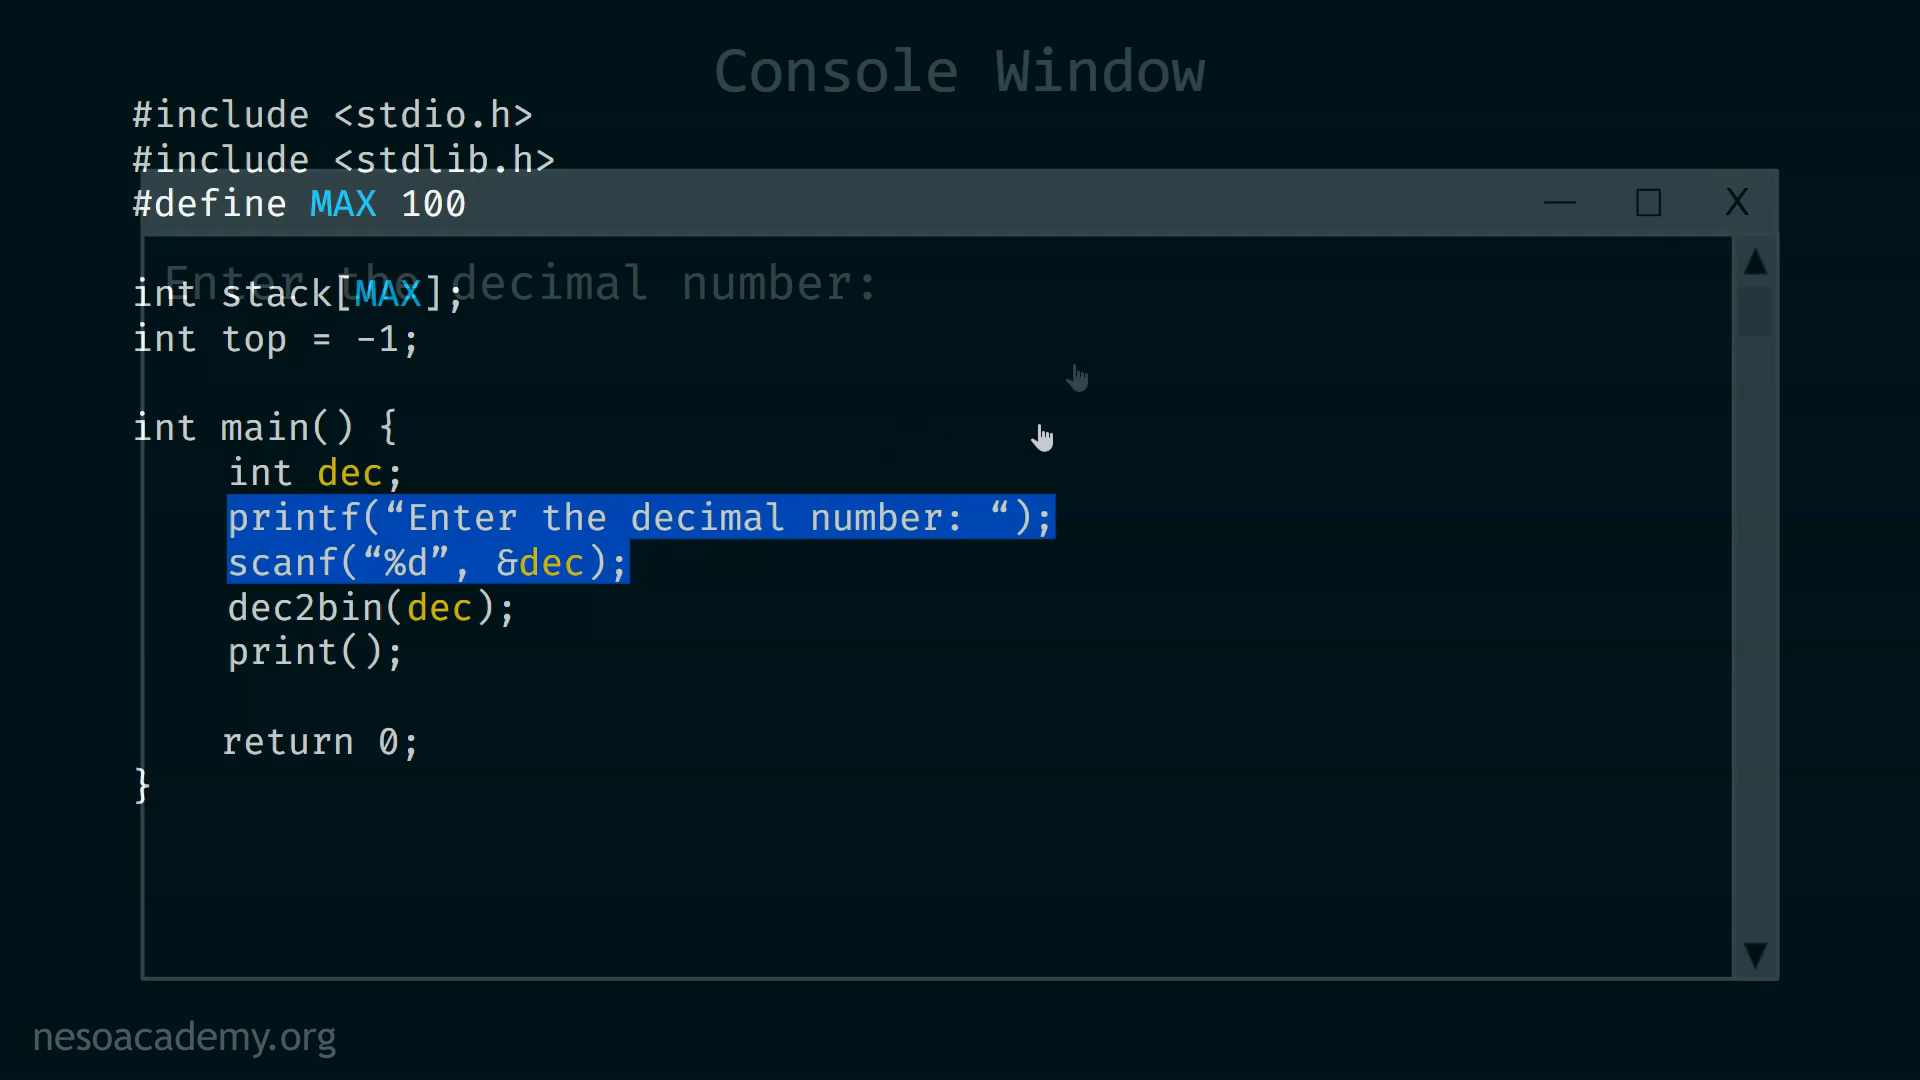 Console Window
#include <stdio.h>
#include <stdlib.h>
#define MAX 100
X
Enter the decimal number:
int stack[MAX];
int top = -1;
int main() {
int dec;
printf(“Enter the decimal number: “);
scanf(“%d”, &dec);
dec2bin(dec);
print();
return 0;
}
nesoacademy.org